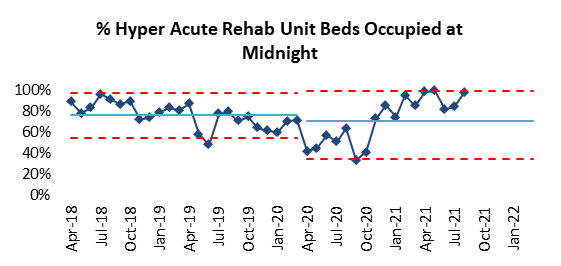 % Hyper Acute Rehab Unit Beds Occupied at
Midnight
100%
80%
60%
40%
20%
0%
Apr-18
Jul-18
Oct-18
Jan-19
Apr-19
Jul-19
Oct-19
Jan-20
Apr-20
Jul-20
Oct-20
Jan-21
Apr-21
Jul-21
Oct-21
Jan-22